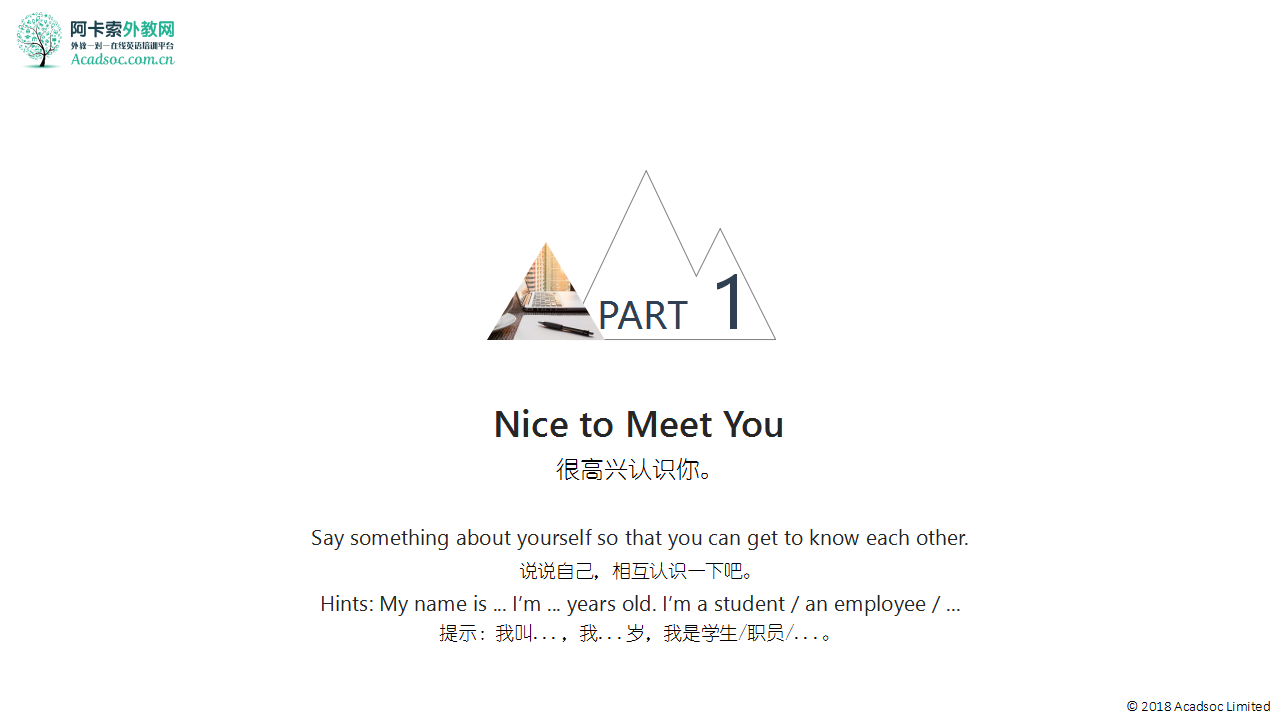 阿卡索外教网
外教一对一在线英语培训平台
Acadsoc.com.cn
PART 1
Nice to Meet You
很高兴认识你。
Say something about yourself so that you can get to know each other.
说说自己，相互认识一下吧。
Hints: My name is ... I’m ... years old. I’m a student / an employee / ...
提示：我叫...，我...岁，我是学生/职员/...。
© 2018 Acadsoc Limited